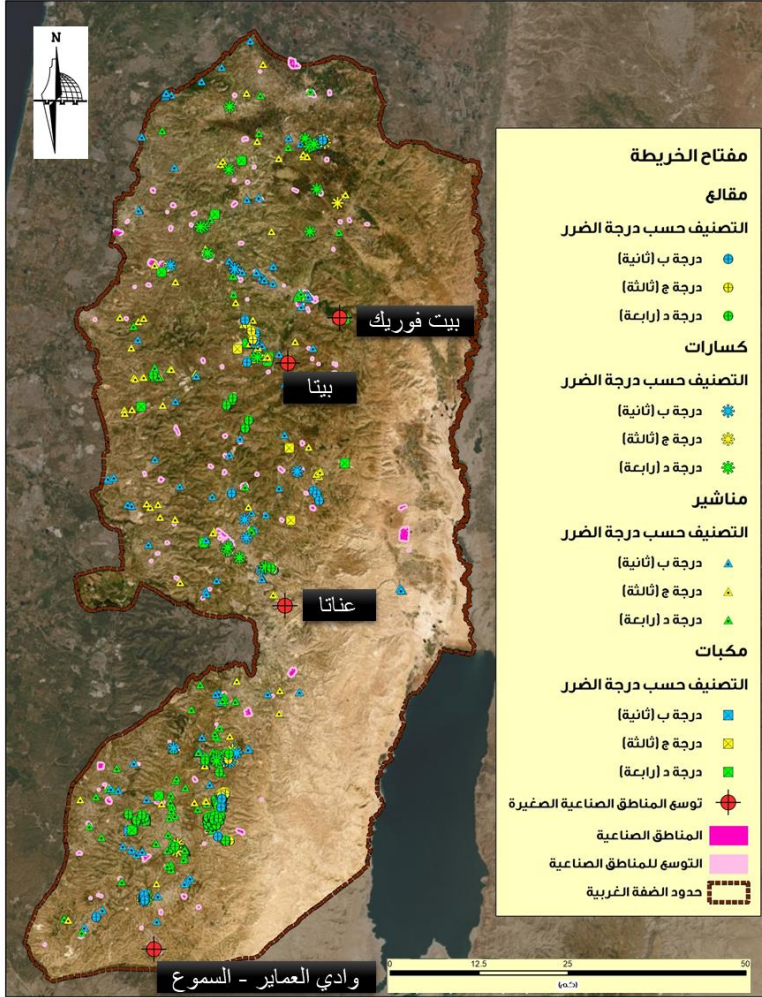 N
مفتاح الخريطة
مقالع
التصنيف حسب درجة الضرر
درجة ب (ثانية)
درجة ج (ثالثة)
درجة د (رابعة)
كسارات
التصنيف حسب درجة الضرر
درجة ب (ثانية)
درجة ج (ثالثة)
درجة د (رابعة)
مناشير
التصنيف حسب درجة الضرر
درجة ب (ثانية)
درجة ج (ثالثة)
درجة د (رابعة)
مكبات
التصنيف حسب درجة الضرر
درجة ب (ثانية)
درجة ج (ثالثة)
درجة د (رابعة)
توسع المناطق الصناعية الصغيرة
المناطق الصناعية
التوسع للمناطق الصناعية
حدود الضفة الغربية
بيت فوريك
بيتا
عناتا
وادي العماير - السموع
0 12.5 25 50
(كم)